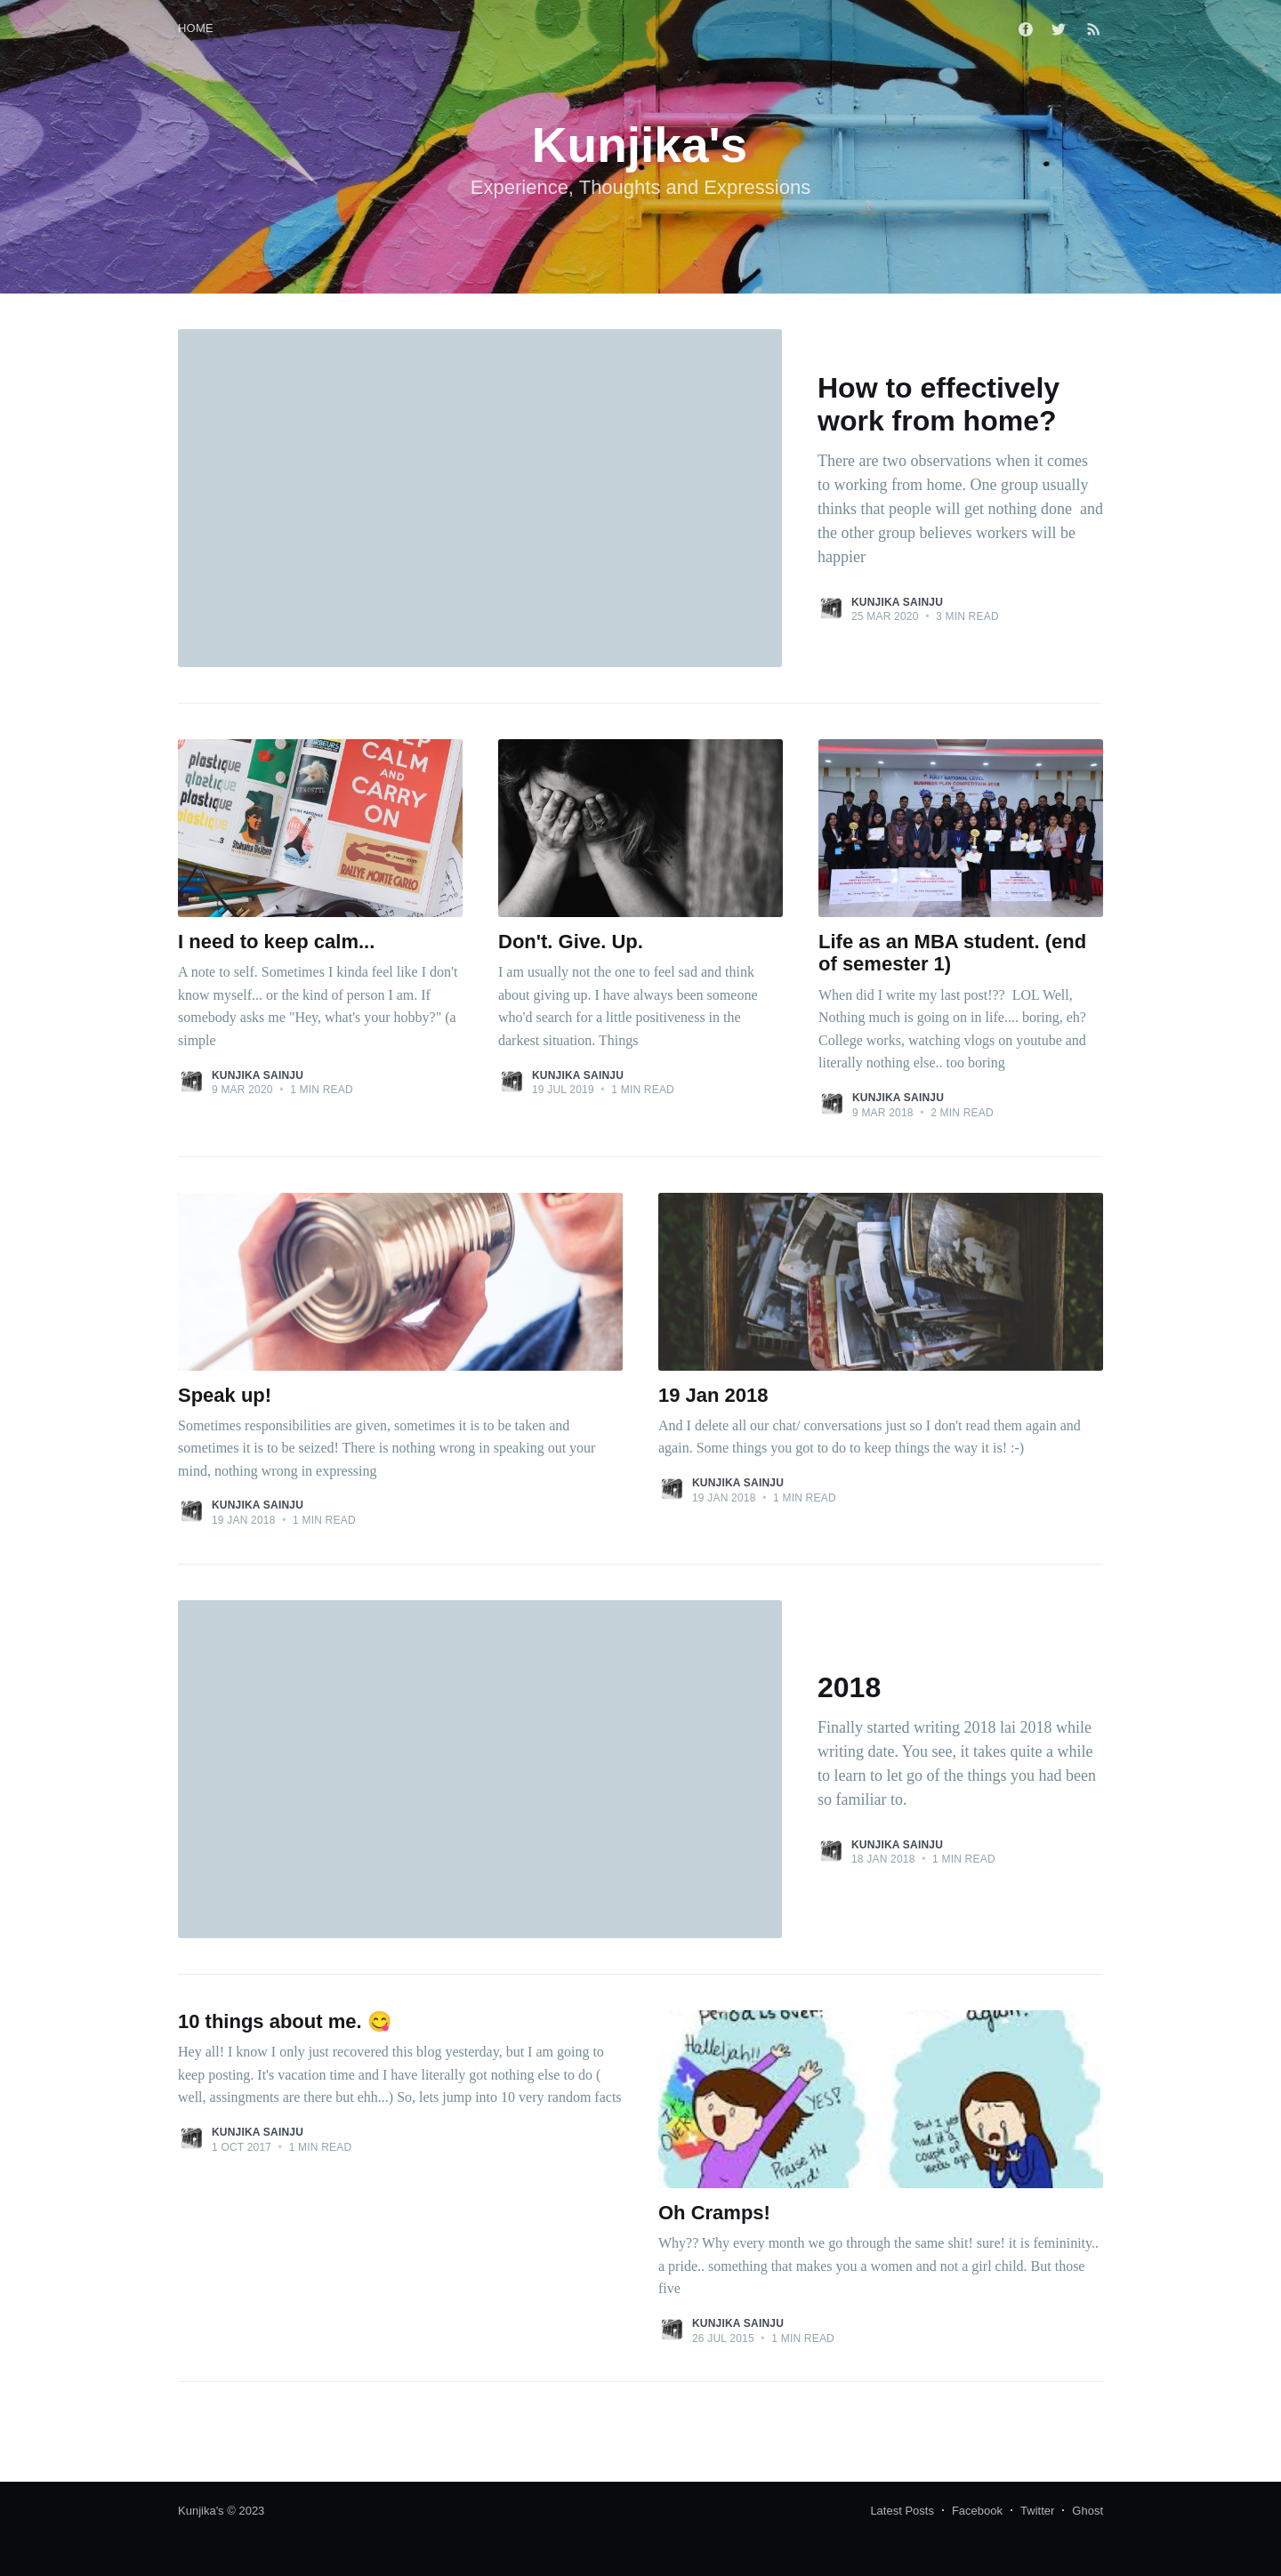 HOME
Kunjika's
Experience, Thoughts and Expressions
How to effectively
work from home?
There are two observations when it comes
to working from home. One group usually
thinks that people will get nothing done  and
the other group believes workers will be
happier
KUNJIKA SAINJU
25 MAR 2020 • 3 MIN READ
plastique
plastique
plastique
CALM
AND
CARRY
ON
RALLYE MONTE CARLO
I need to keep calm...
A note to self. Sometimes I kinda feel like I don't
know myself... or the kind of person I am. If
somebody asks me "Hey, what's your hobby?" (a
simple
KUNJIKA SAINJU
9 MAR 2020 • 1 MIN READ
Don't. Give. Up.
I am usually not the one to feel sad and think
about giving up. I have always been someone
who'd search for a little positiveness in the
darkest situation. Things
KUNJIKA SAINJU
19 JUL 2019 • 1 MIN READ
FIRST NATIONAL LEVEL
BUSINESS PLAN COMPETITION-2018
Life as an MBA student. (end
of semester 1)
When did I write my last post!??  LOL Well,
Nothing much is going on in life.... boring, eh?
College works, watching vlogs on youtube and
literally nothing else.. too boring
KUNJIKA SAINJU
9 MAR 2018 • 2 MIN READ
Speak up!
Sometimes responsibilities are given, sometimes it is to be taken and
sometimes it is to be seized! There is nothing wrong in speaking out your
mind, nothing wrong in expressing
KUNJIKA SAINJU
19 JAN 2018 • 1 MIN READ
19 Jan 2018
And I delete all our chat/ conversations just so I don't read them again and
again. Some things you got to do to keep things the way it is! :-)
KUNJIKA SAINJU
19 JAN 2018 • 1 MIN READ
2018
Finally started writing 2018 lai 2018 while
writing date. You see, it takes quite a while
to learn to let go of the things you had been
so familiar to.
KUNJIKA SAINJU
18 JAN 2018 • 1 MIN READ
10 things about me. 😋
Hey all! I know I only just recovered this blog yesterday, but I am going to
keep posting. It's vacation time and I have literally got nothing else to do (
well, assingments are there but ehh...) So, lets jump into 10 very random facts
KUNJIKA SAINJU
1 OCT 2017 • 1 MIN READ
period is over!
Halleljah!!
YES!
IT'S OVER!
Praise the
lord!
again!
But I just
had it a
couple of
weeks ago..
Oh Cramps!
Why?? Why every month we go through the same shit! sure! it is femininity..
a pride.. something that makes you a women and not a girl child. But those
five
KUNJIKA SAINJU
26 JUL 2015 • 1 MIN READ
Kunjika's © 2023
Latest Posts • Facebook • Twitter • Ghost